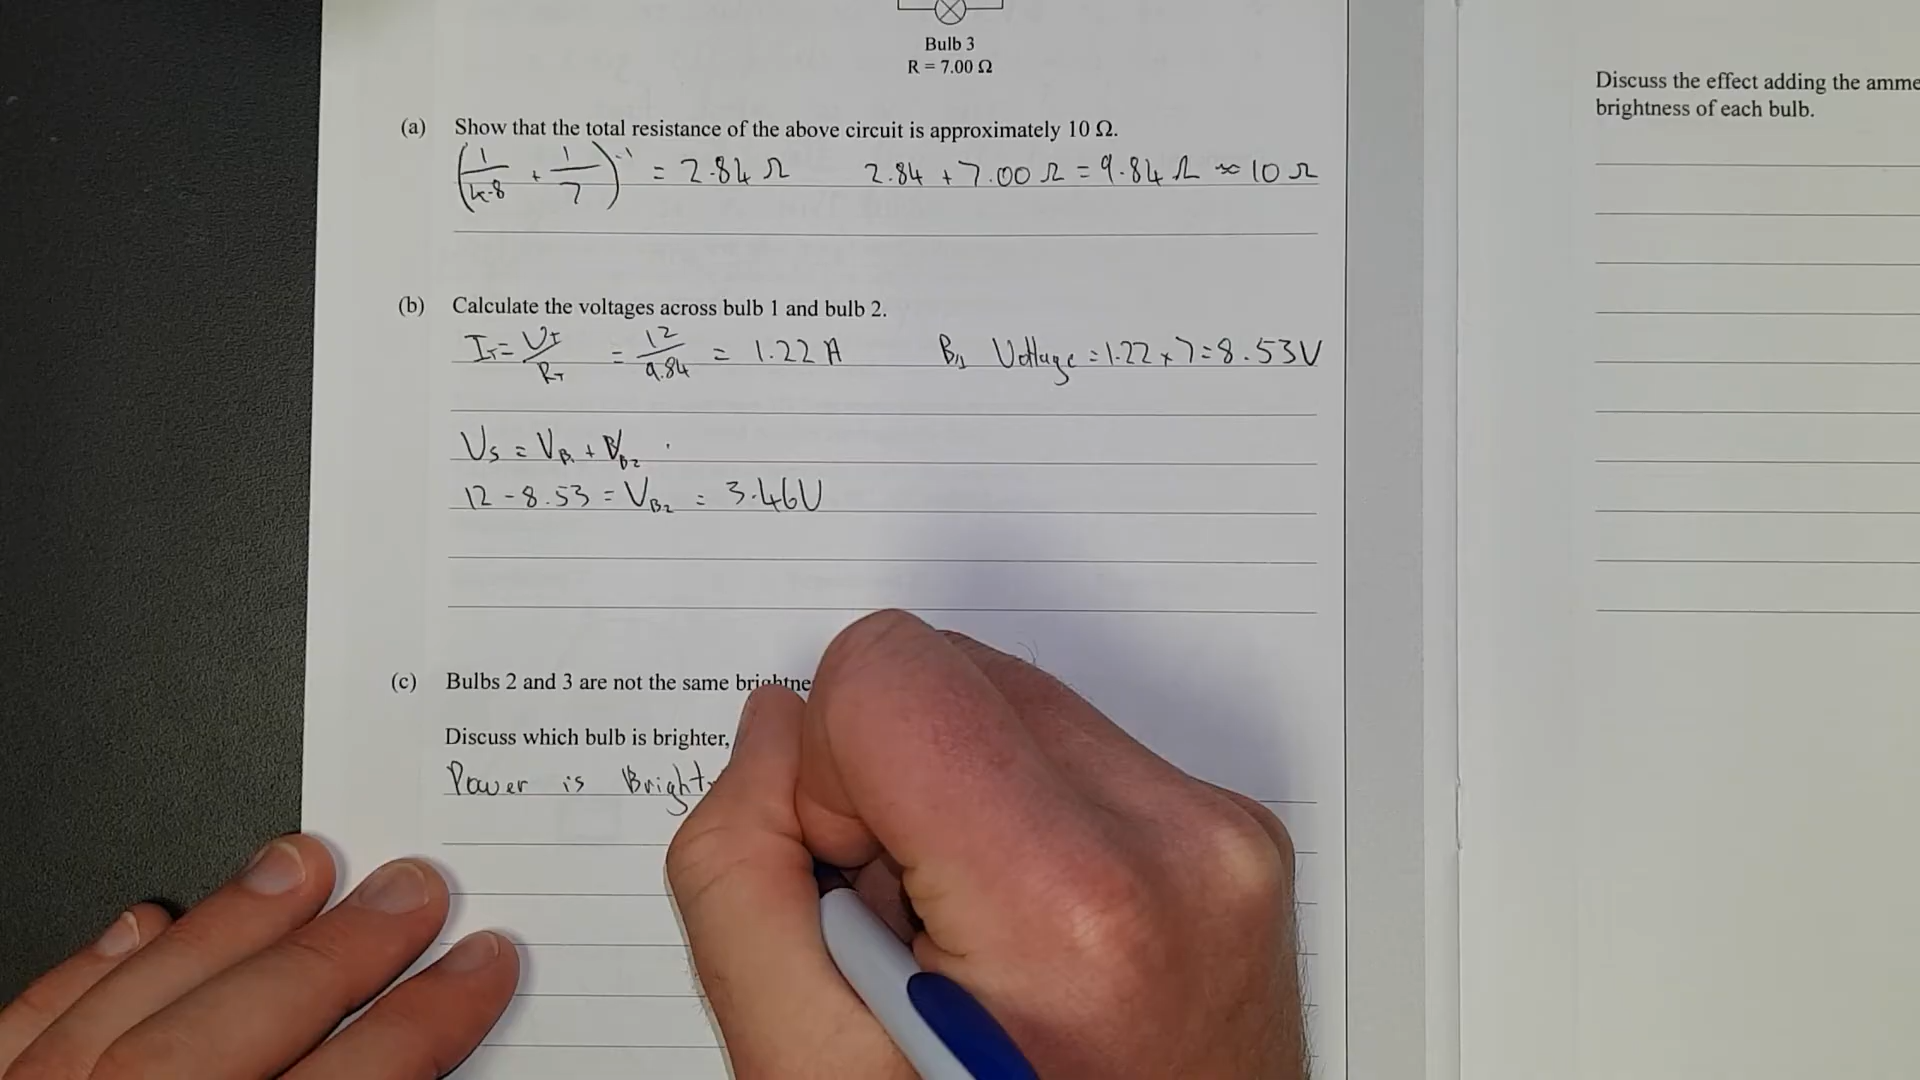 Bulb 3
R = 7.00 Ω
(a) Show that the total resistance of the above circuit is approximately 10 Ω.
(1/4.8 + 1/7)⁻¹ = 2.84 Ω 2.84 + 7.00 Ω = 9.84 Ω ≈ 10 Ω
(b) Calculate the voltages across bulb 1 and bulb 2.
I_T = V_T/R_T = 12/9.84 = 1.22 A B₁ Voltage = 1.22 × 7 = 8.53V
V_S = V_B₁ + V_B₂
12 - 8.53 = V_B₂ = 3.46V
(c) Bulbs 2 and 3 are not the same brightne
Discuss which bulb is brighter,
Power is Bright
Discuss the effect adding the amme
brightness of each bulb.